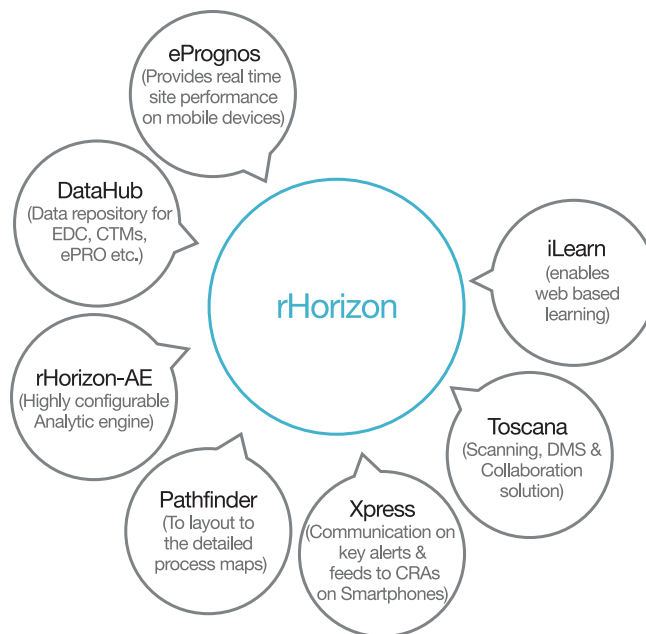 ePrognos
(Provides real time
site performance
on mobile devices)
DataHub
(Data repository for
EDC, CTMs,
ePRO etc.)
rHorizon
iLearn
(enables
web based
learning)
rHorizon-AE
(Highly configurable
Analytic engine)
Toscana
(Scanning, DMS &
Collaboration
solution)
Pathfinder
(To layout to
the detailed
process maps)
Xpress
(Communication on
key alerts &
feeds to CRAs
on Smartphones)